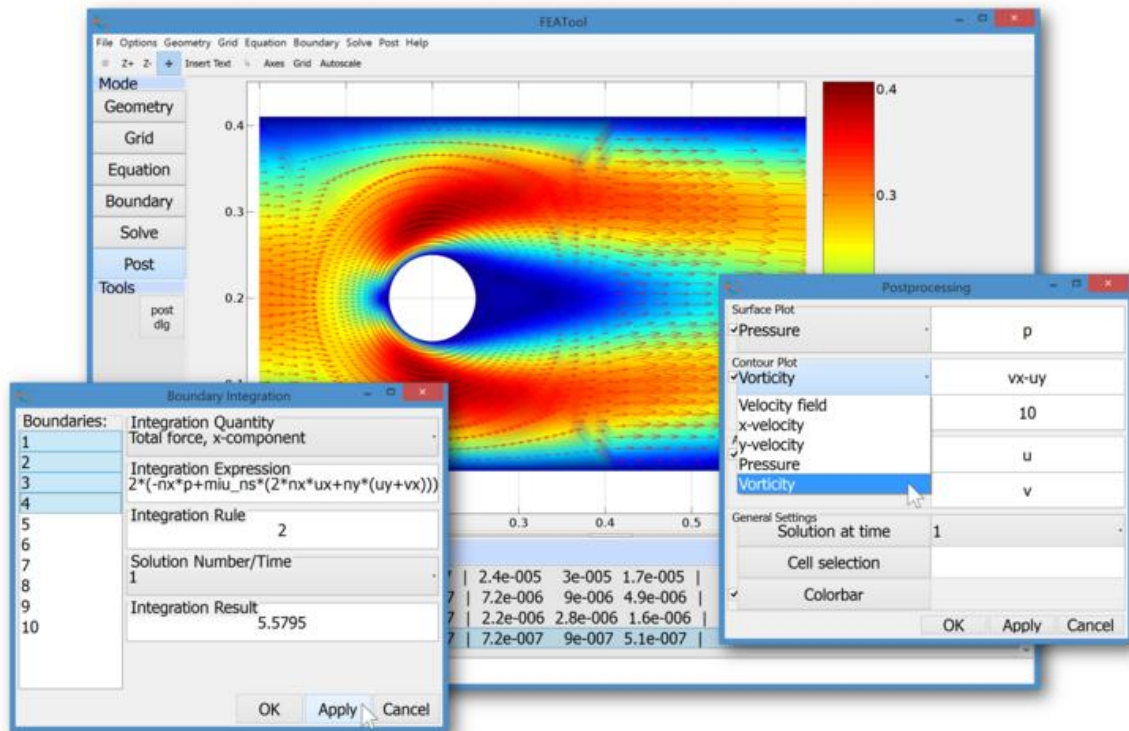 FEATool
File Options Geometry Grid Equation Boundary Solve Post Help
Z+ Z- + Insert Text Axes Grid Autoscale
Mode
Geometry
Grid
Equation
Boundary
Solve
Post
Tools
post
dlg
0.4
0.3
0.2
0.4
0.3
0.3 0.4 0.5
| 2.4e-005 3e-005 1.7e-005 |
| 7.2e-006 9e-006 4.9e-006 |
| 2.2e-006 2.8e-006 1.6e-006 |
| 7.2e-007 9e-007 5.1e-007 |
Boundary Integration
Boundaries:
1
2
3
4
5
6
7
8
9
10
Integration Quantity
Total force, x-component
Integration Expression
2*(-nx*p+miu_ns*(2*nx*ux+ny*(uy+vx)))
Integration Rule
2
Solution Number/Time
1
Integration Result
5.5795
OK Apply Cancel
Postprocessing
Surface Plot
Pressure p
Contour Plot
Vorticity vx-uy
Velocity field
x-velocity
y-velocity
Pressure
Vorticity
10
u
v
General Settings
Solution at time 1
Cell selection
Colorbar
OK Apply Cancel